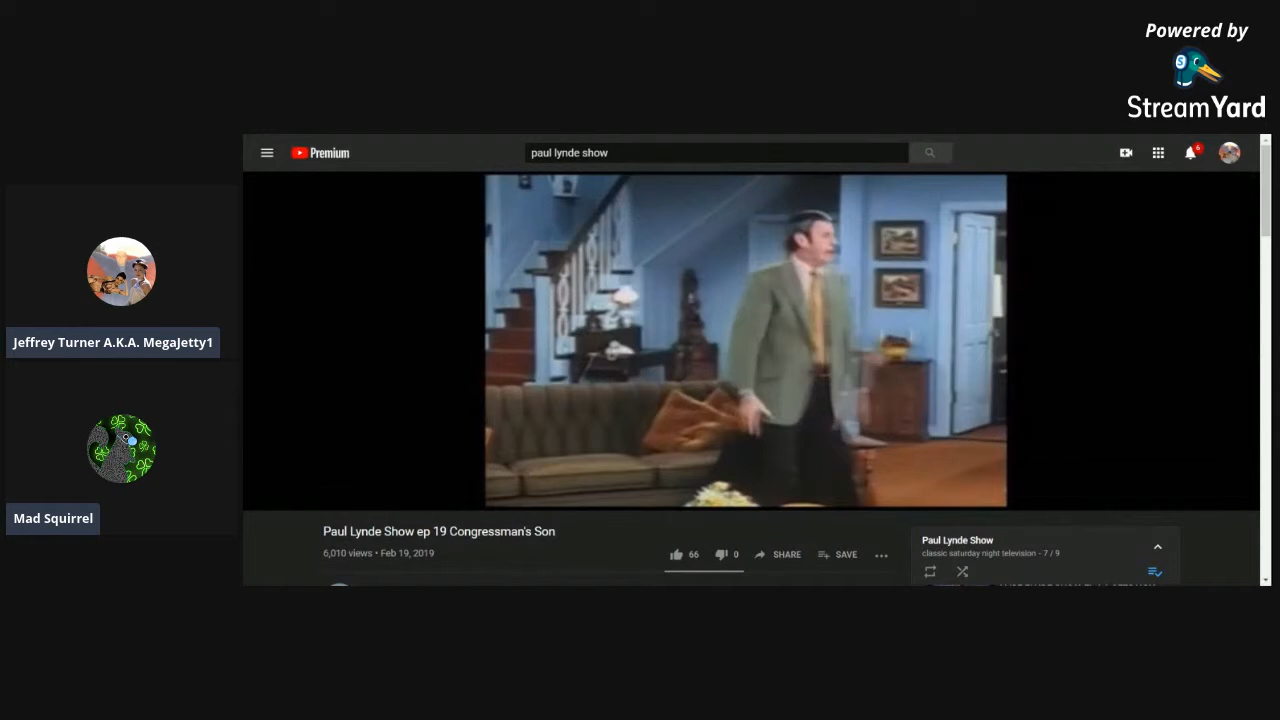 Powered by
StreamYard
Premium
paul lynde show
6
Jeffrey Turner A.K.A. MegaJetty1
Mad Squirrel
Paul Lynde Show ep 19 Congressman's Son
6,010 views • Feb 19, 2019
66
0
SHARE
SAVE
Paul Lynde Show
classic saturday night television - 7 / 9